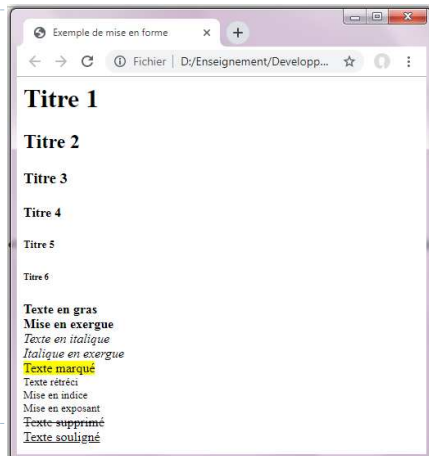 Exemple de mise en forme
Fichier | D:/Enseignement/Developp...
Titre 1
Titre 2
Titre 3
Titre 4
Titre 5
Titre 6
Texte en gras
Mise en exergue
Texte en italique
Italique en exergue
Texte marqué
Texte rétréci
Mise en indice
Mise en exposant
Texte supprimé
Texte souligné